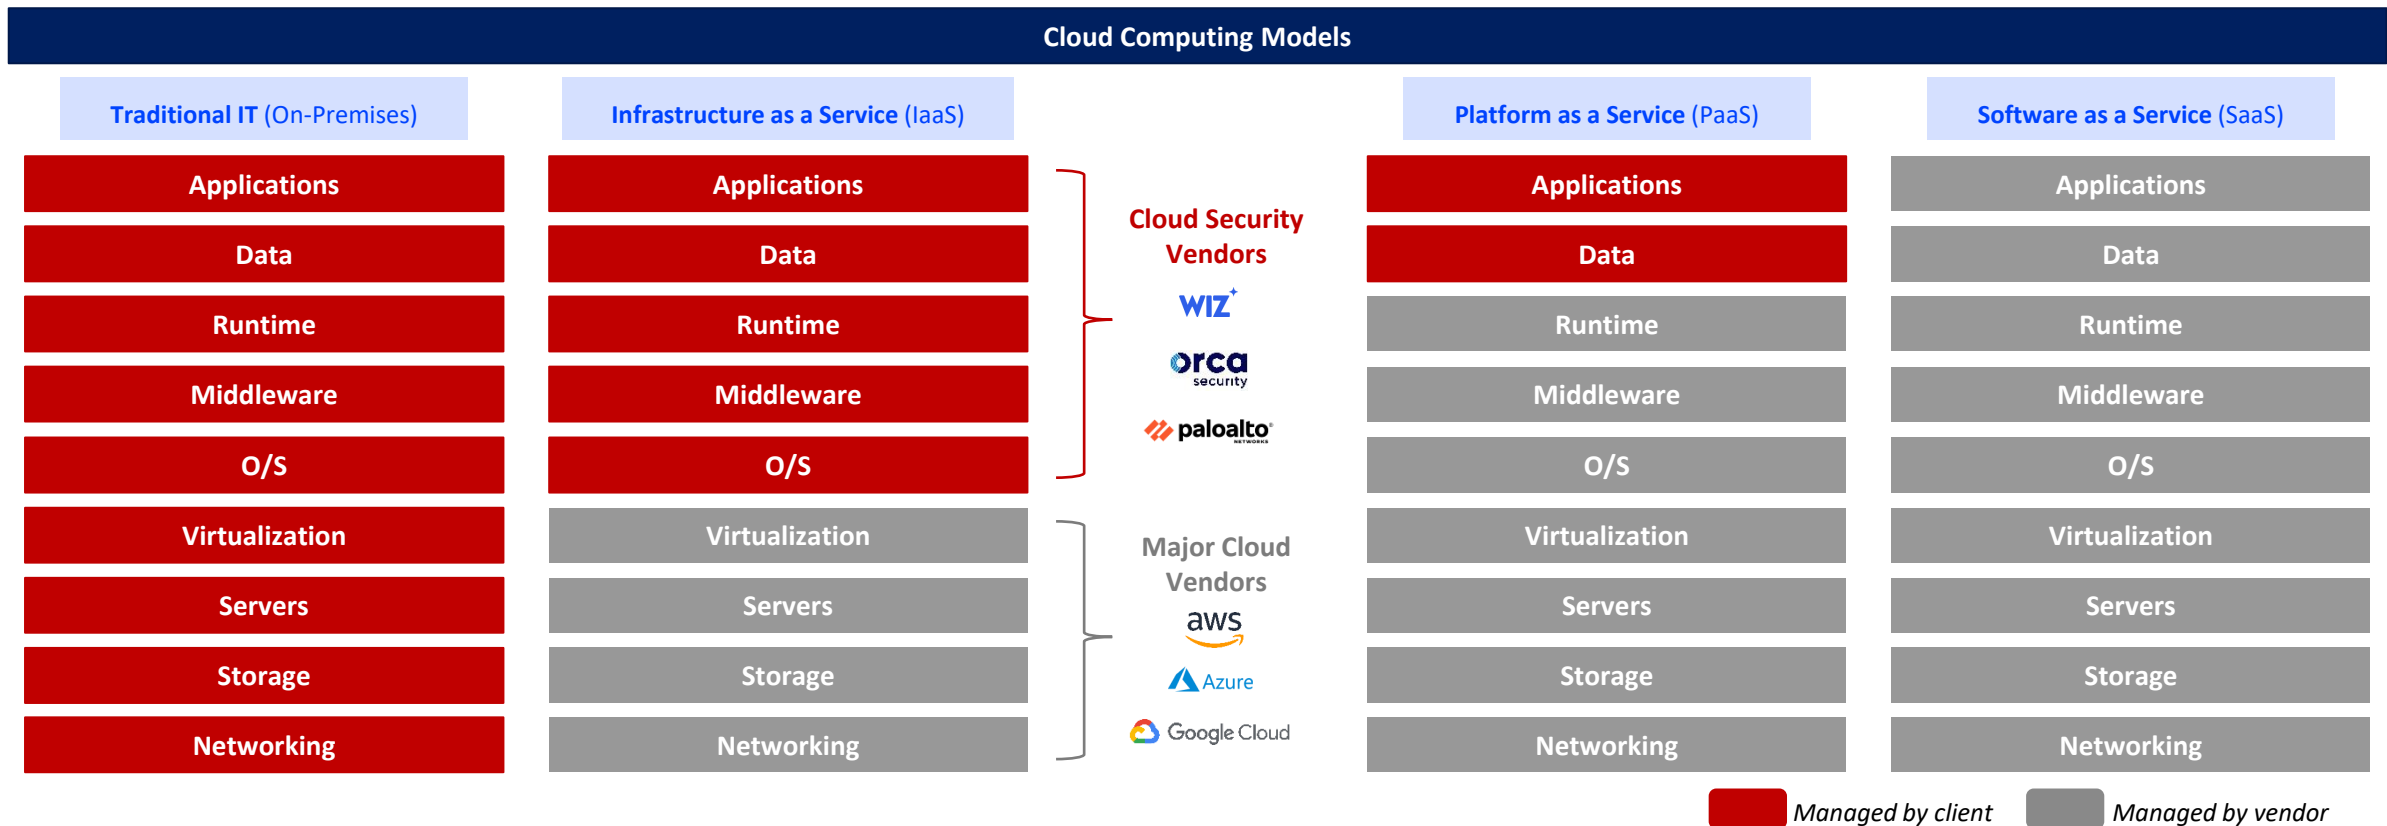 Cloud Computing Models
Traditional IT (On-Premises)
Infrastructure as a Service (IaaS)
Platform as a Service (PaaS)
Software as a Service (SaaS)
Applications
Data
Runtime
Middleware
O/S
Virtualization
Servers
Storage
Networking
Applications
Data
Runtime
Middleware
O/S
Virtualization
Servers
Storage
Networking
Cloud Security
Vendors
WIZ
orca
security
paloalto
NETWORKS
Major Cloud
Vendors
aws
Azure
Google Cloud
Applications
Data
Runtime
Middleware
O/S
Virtualization
Servers
Storage
Networking
Applications
Data
Runtime
Middleware
O/S
Virtualization
Servers
Storage
Networking
Managed by client
Managed by vendor